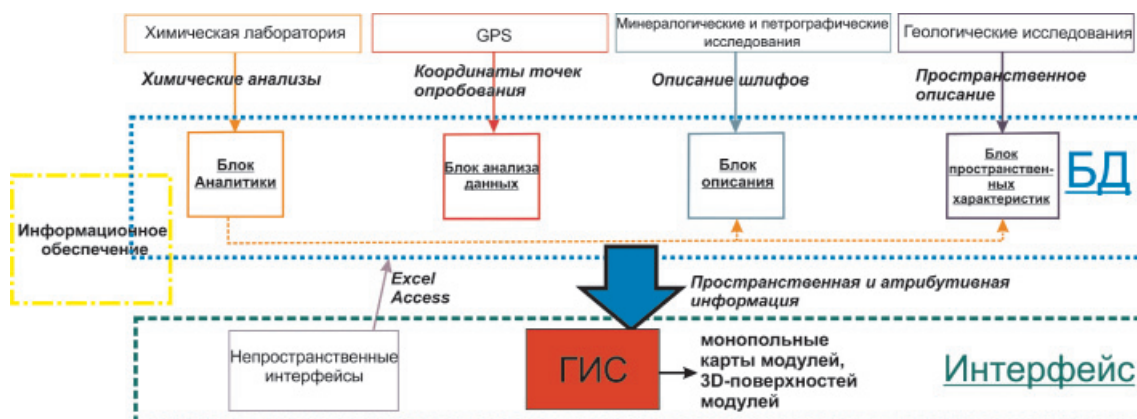 Химическая лаборатория
GPS
Минералогические и петрографические
исследования
Геологические исследования
Химические анализы
Координаты точек
опробования
Описание шлифов
Пространственное
описание
Блок
Аналитики
Блок анализа
данных
Блок
описания
Блок
пространствен-
ных
характеристик
БД
Информационное
обеспечение
Excel
Access
Пространственная и атрибутивная
информация
Непространственные
интерфейсы
ГИС
монопольные
карты модулей,
3D-поверхностей
модулей
Интерфейс